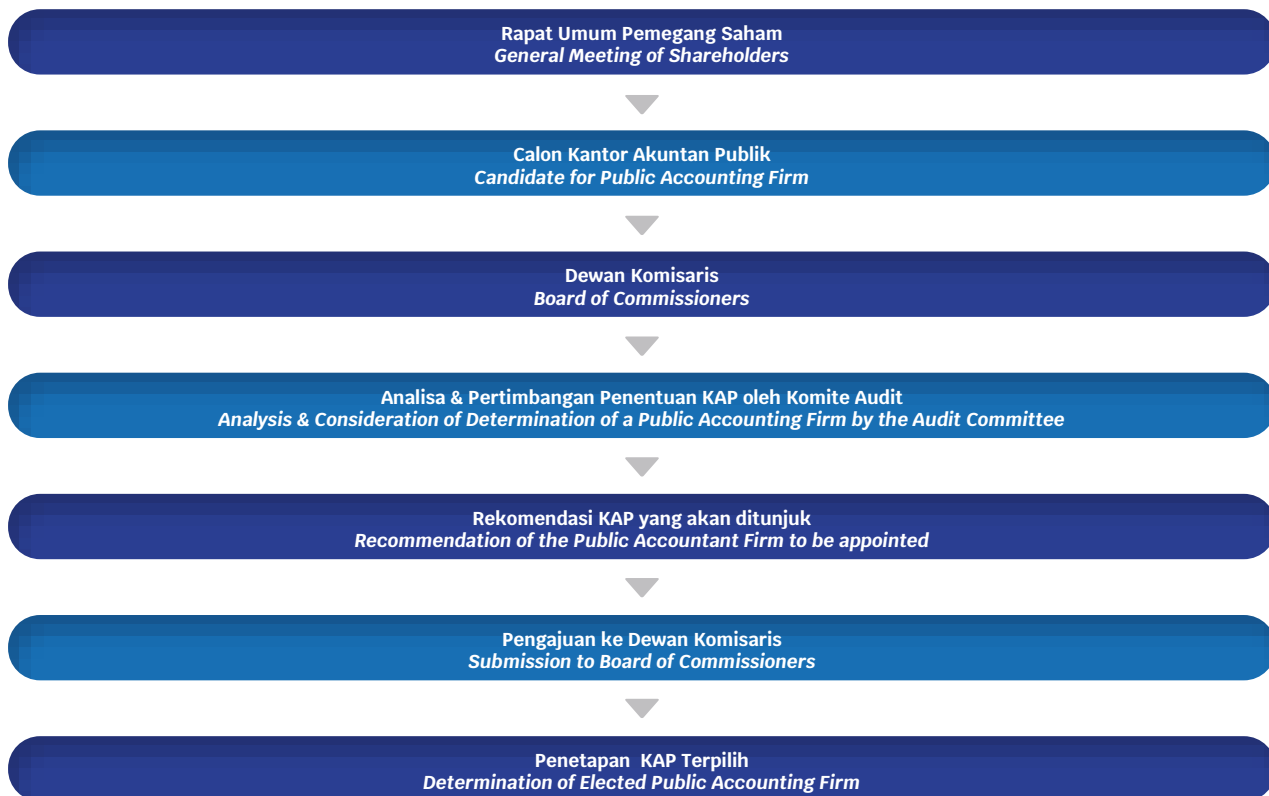 Rapat Umum Pemegang Saham
General Meeting of Shareholders
Calon Kantor Akuntan Publik
Candidate for Public Accounting Firm
Dewan Komisaris
Board of Commissioners
Analisa & Pertimbangan Penentuan KAP oleh Komite Audit
Analysis & Consideration of Determination of a Public Accounting Firm by the Audit Committee
Rekomendasi KAP yang akan ditunjuk
Recommendation of the Public Accountant Firm to be appointed
Pengajuan ke Dewan Komisaris
Submission to Board of Commissioners
Penetapan KAP Terpilih
Determination of Elected Public Accounting Firm